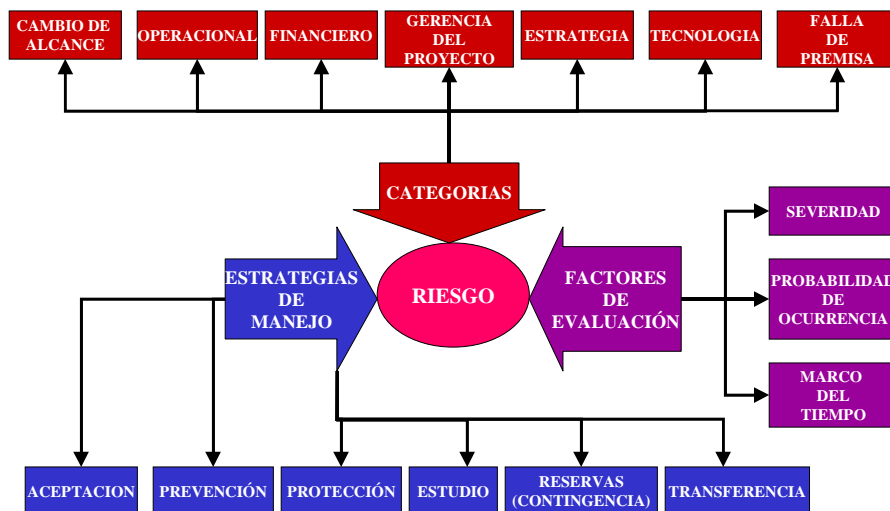 CAMBIO DE
ALCANCE
OPERACIONAL
FINANCIERO
GERENCIA
DEL
PROYECTO
ESTRATEGIA
TECNOLOGIA
FALLA
DE
PREMISA
CATEGORIAS
ESTRATEGIAS
DE
MANEJO
RIESGO
FACTORES
DE
EVALUACIÓN
SEVERIDAD
PROBABILIDAD
DE
OCURRENCIA
MARCO
DEL
TIEMPO
ACEPTACION
PREVENCIÓN
PROTECCIÓN
ESTUDIO
RESERVAS
(CONTINGENCIA)
TRANSFERENCIA